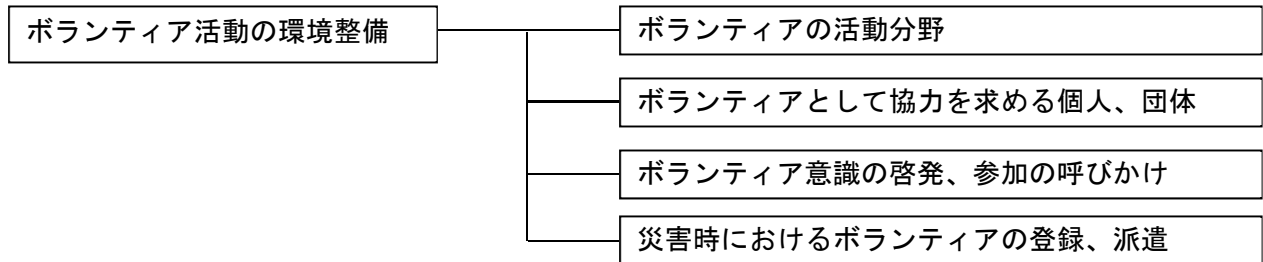 ボランティア活動の環境整備
ボランティアの活動分野
ボランティアとして協力を求める個人、団体
ボランティア意識の啓発、参加の呼びかけ
災害時におけるボランティアの登録、派遣